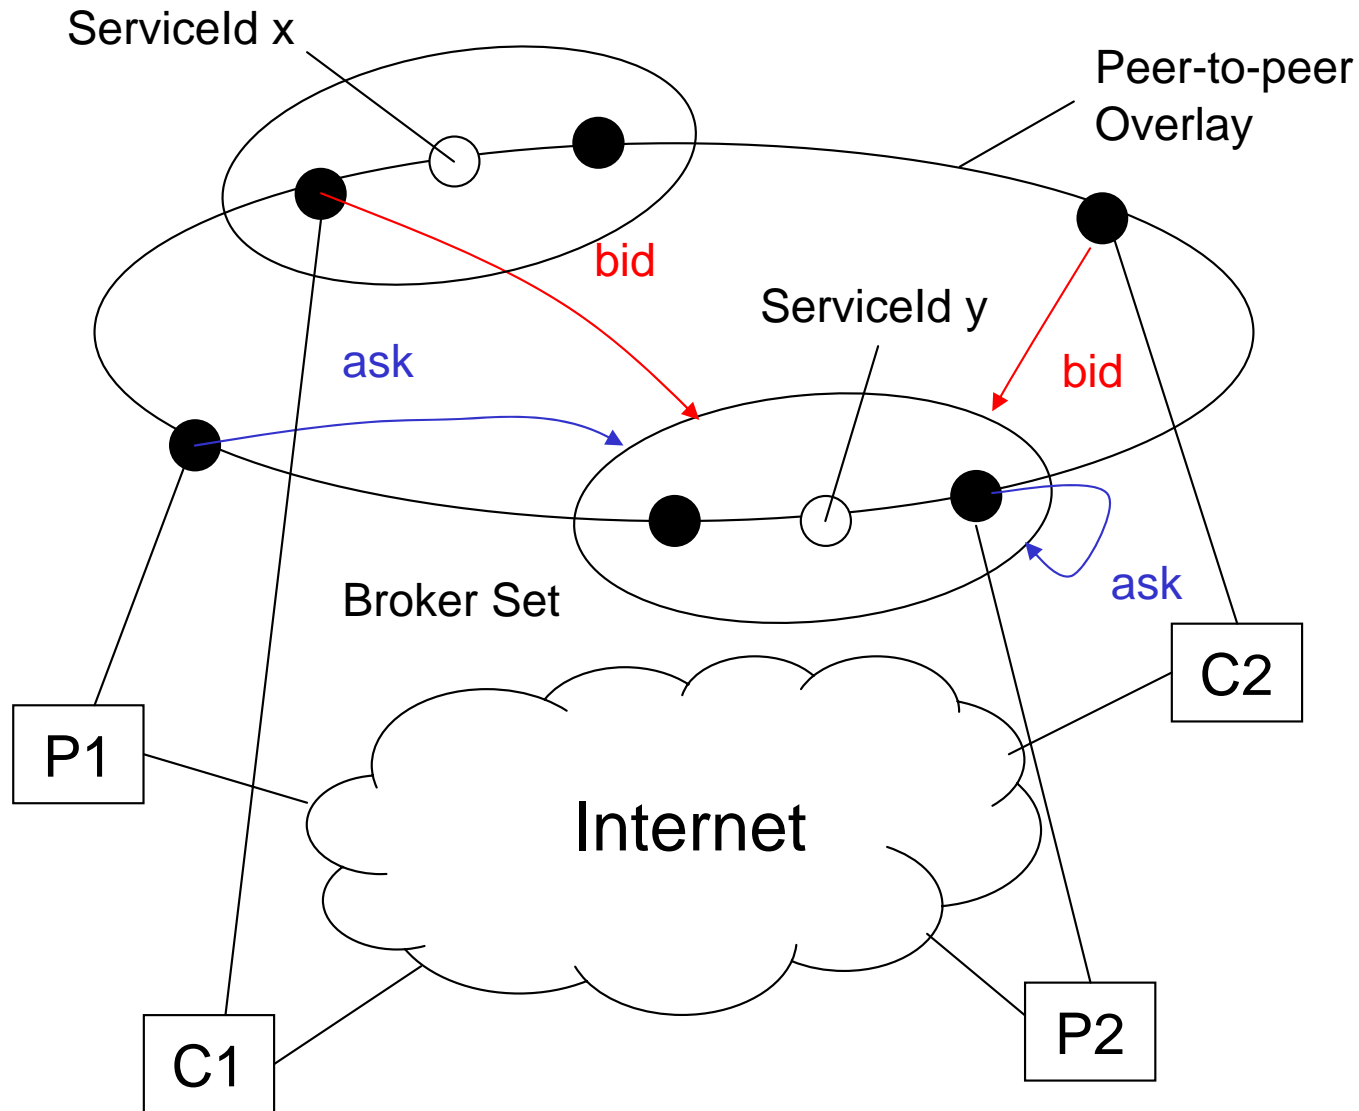 ServiceId x
Peer-to-peer
Overlay
bid
ServiceId y
ask
bid
Broker Set
ask
C2
P1
Internet
P2
C1